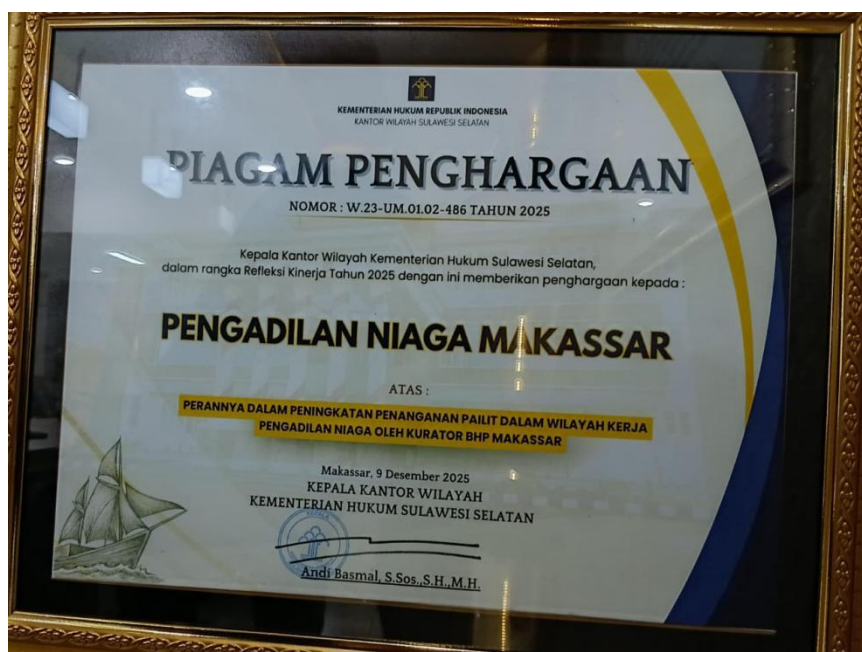 KEMENTERIAN HUKUM REPUBLIK INDONESIA
KANTOR WILAYAH SULAWESI SELATAN
PIAGAM PENGHARGAAN
NOMOR : W.23-UM.01.02-486 TAHUN 2025
Kepala Kantor Wilayah Kementerian Hukum Sulawesi Selatan,
dalam rangka Refleksi Kinerja Tahun 2025 dengan ini memberikan penghargaan kepada :
PENGADILAN NIAGA MAKASSAR
ATAS :
PERANNYA DALAM PENINGKATAN PENANGANAN PAILIT DALAM WILAYAH KERJA
PENGADILAN NIAGA OLEH KURATOR BHP MAKASSAR
Makassar, 9 Desember 2025
KEPALA KANTOR WILAYAH
KEMENTERIAN HUKUM SULAWESI SELATAN
KEPALA
Andi Basmal, S.Sos.,S.H.,M.H.